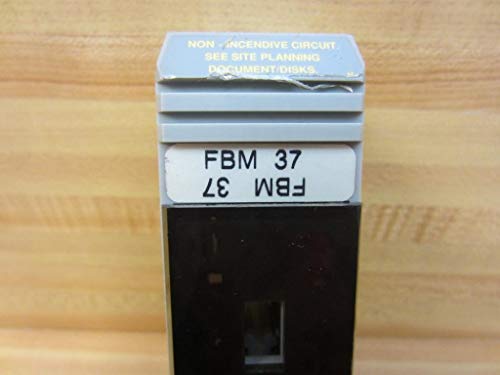 NON-INCENDIVE CIRCUIT.
SEE SITE PLANNING
DOCUMENT/DISKS.
FBM 37
FBM 37